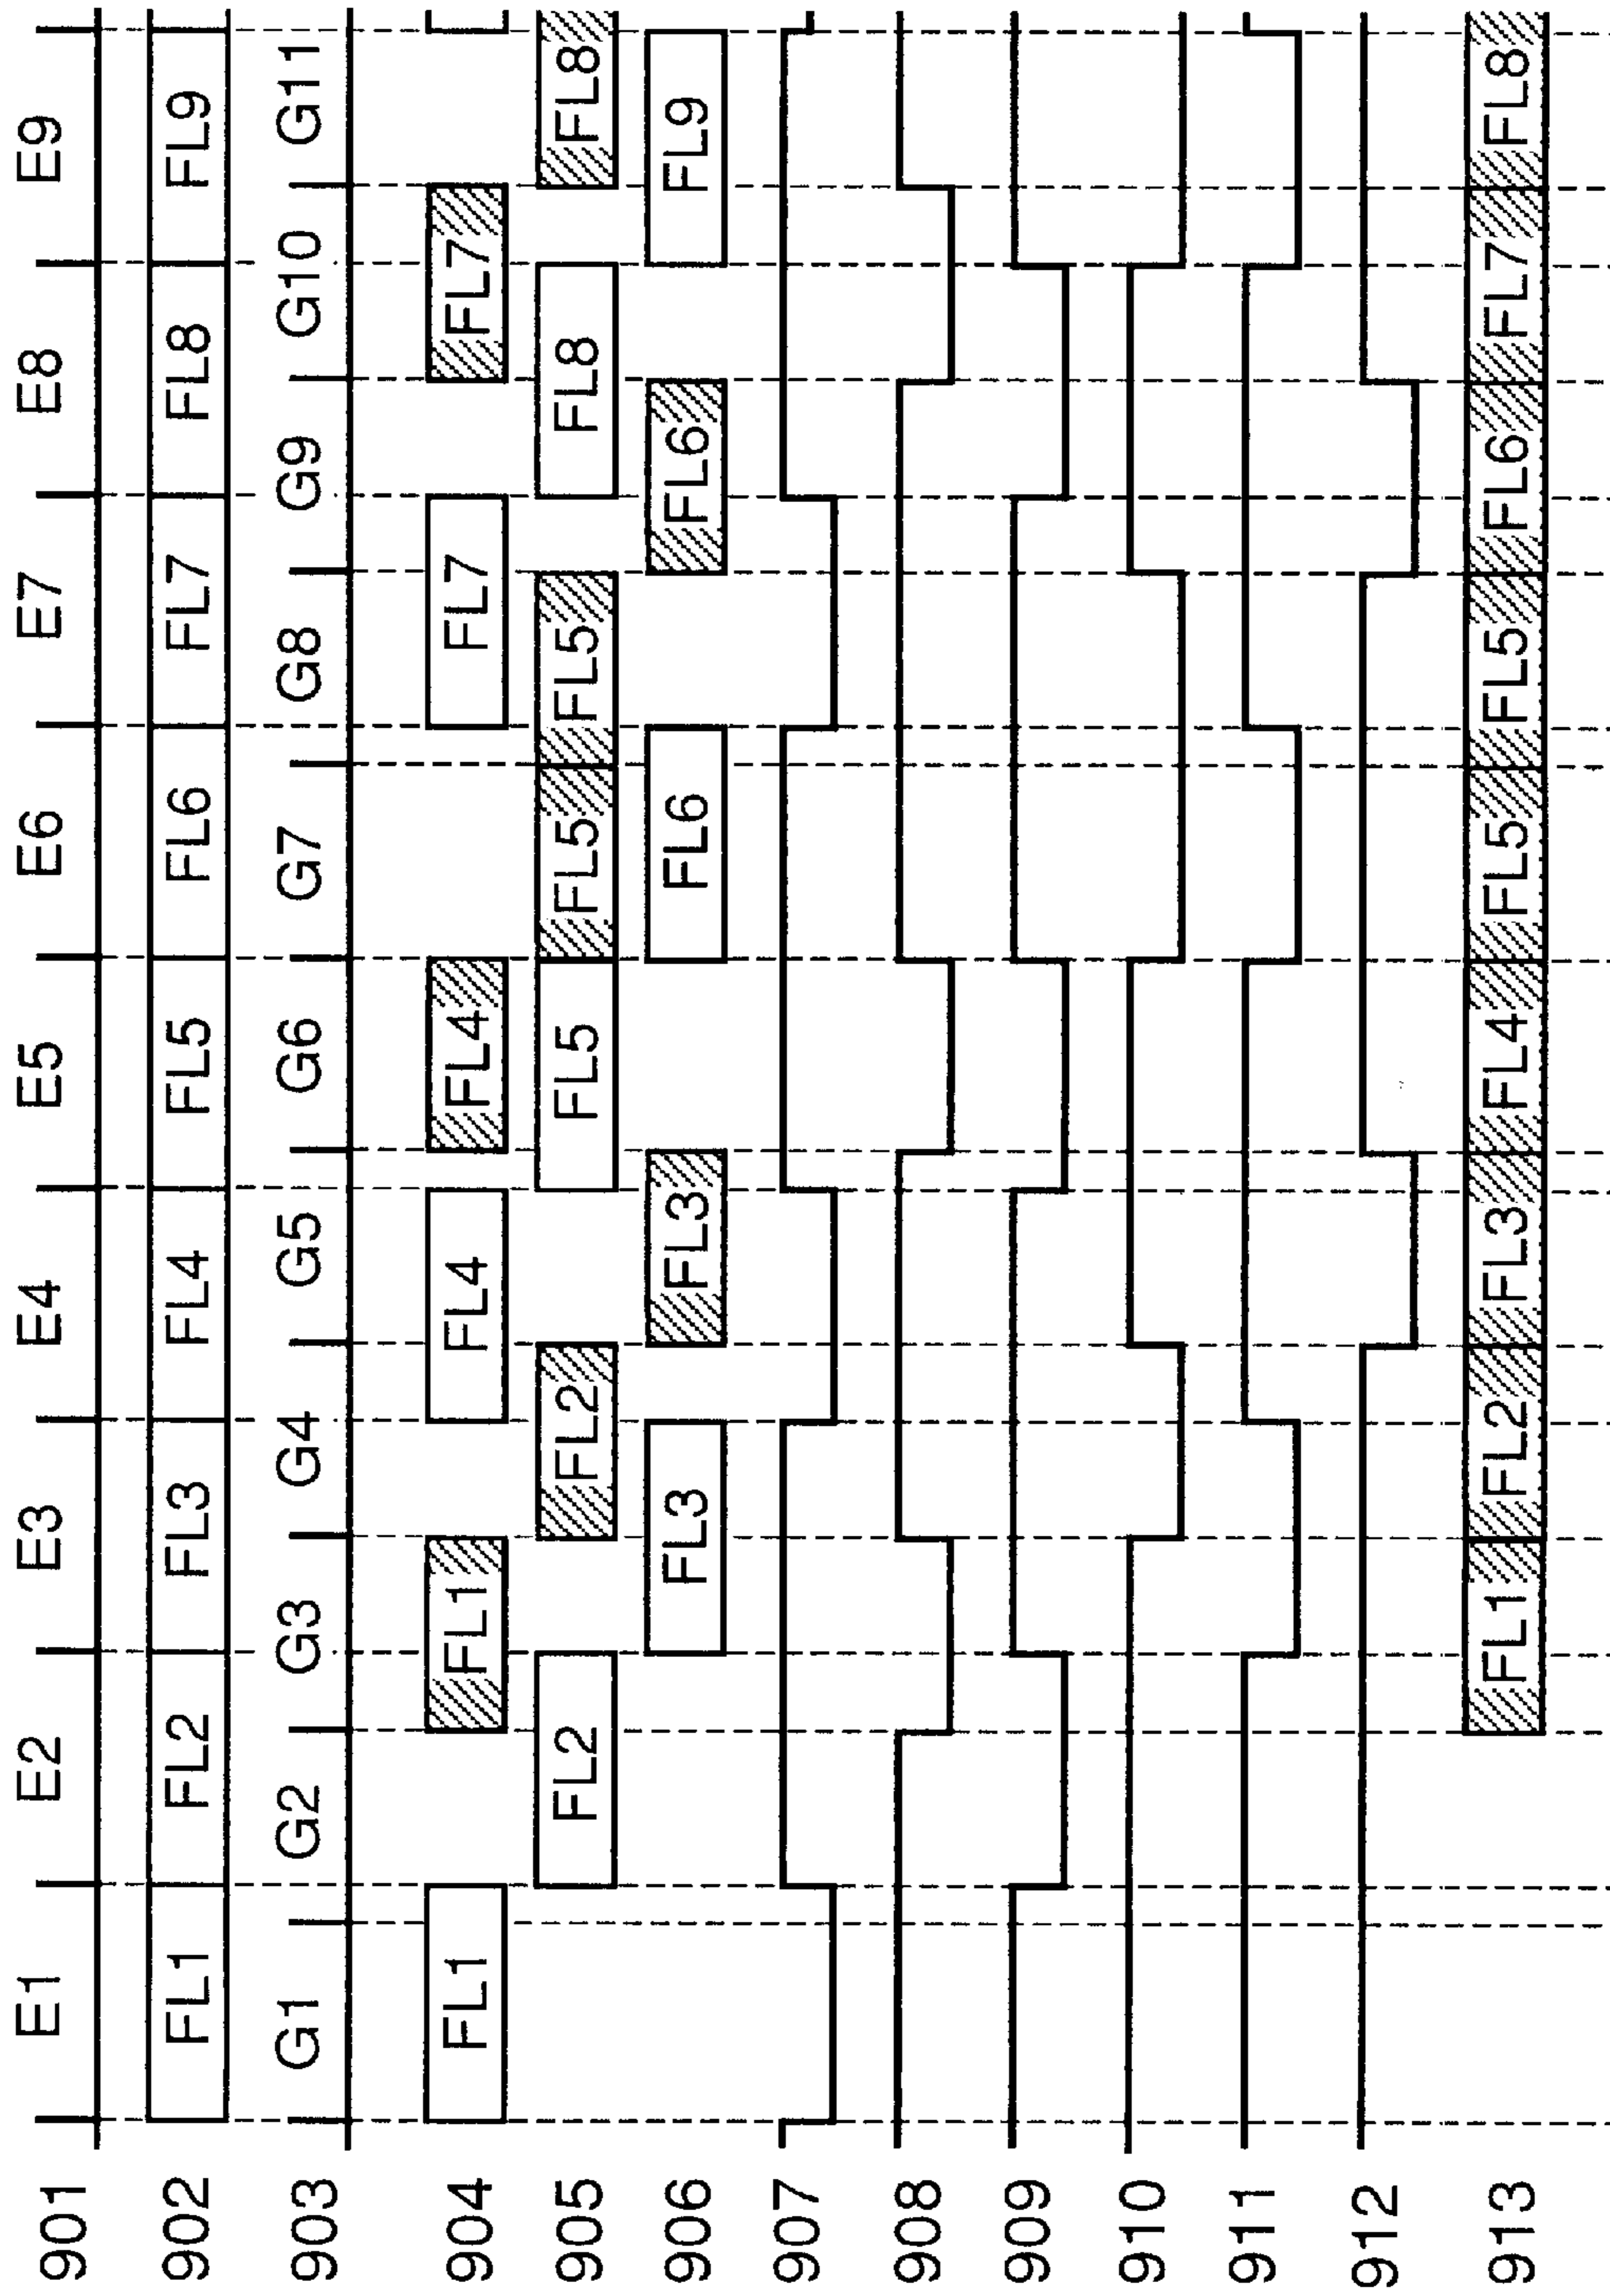 901 E1 E2 E3 E4 E5 E6 E7 E8 E9
902 FL1 FL2 FL3 FL4 FL5 FL6 FL7 FL8 FL9
903 G1 G2 G3 G4 G5 G6 G7 G8 G9 G10 G11
904 FL1 FL1 FL4 FL4 FL7 FL7
905 FL2 FL2 FL5 FL5 FL5 FL8 FL8
906 FL3 FL3 FL6 FL6 FL9
907
908
909
910
911
912
913 FL1 FL2 FL3 FL4 FL5 FL5 FL6 FL7 FL8